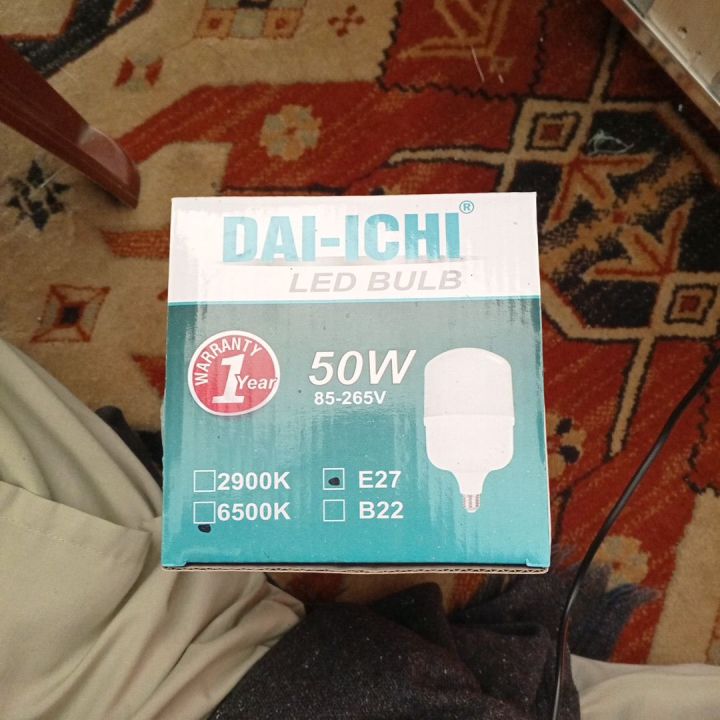 DAI-ICHI®
LED BULB
WARRANTY
1 Year
50W
85-265V
2900K
E27
6500K
B22